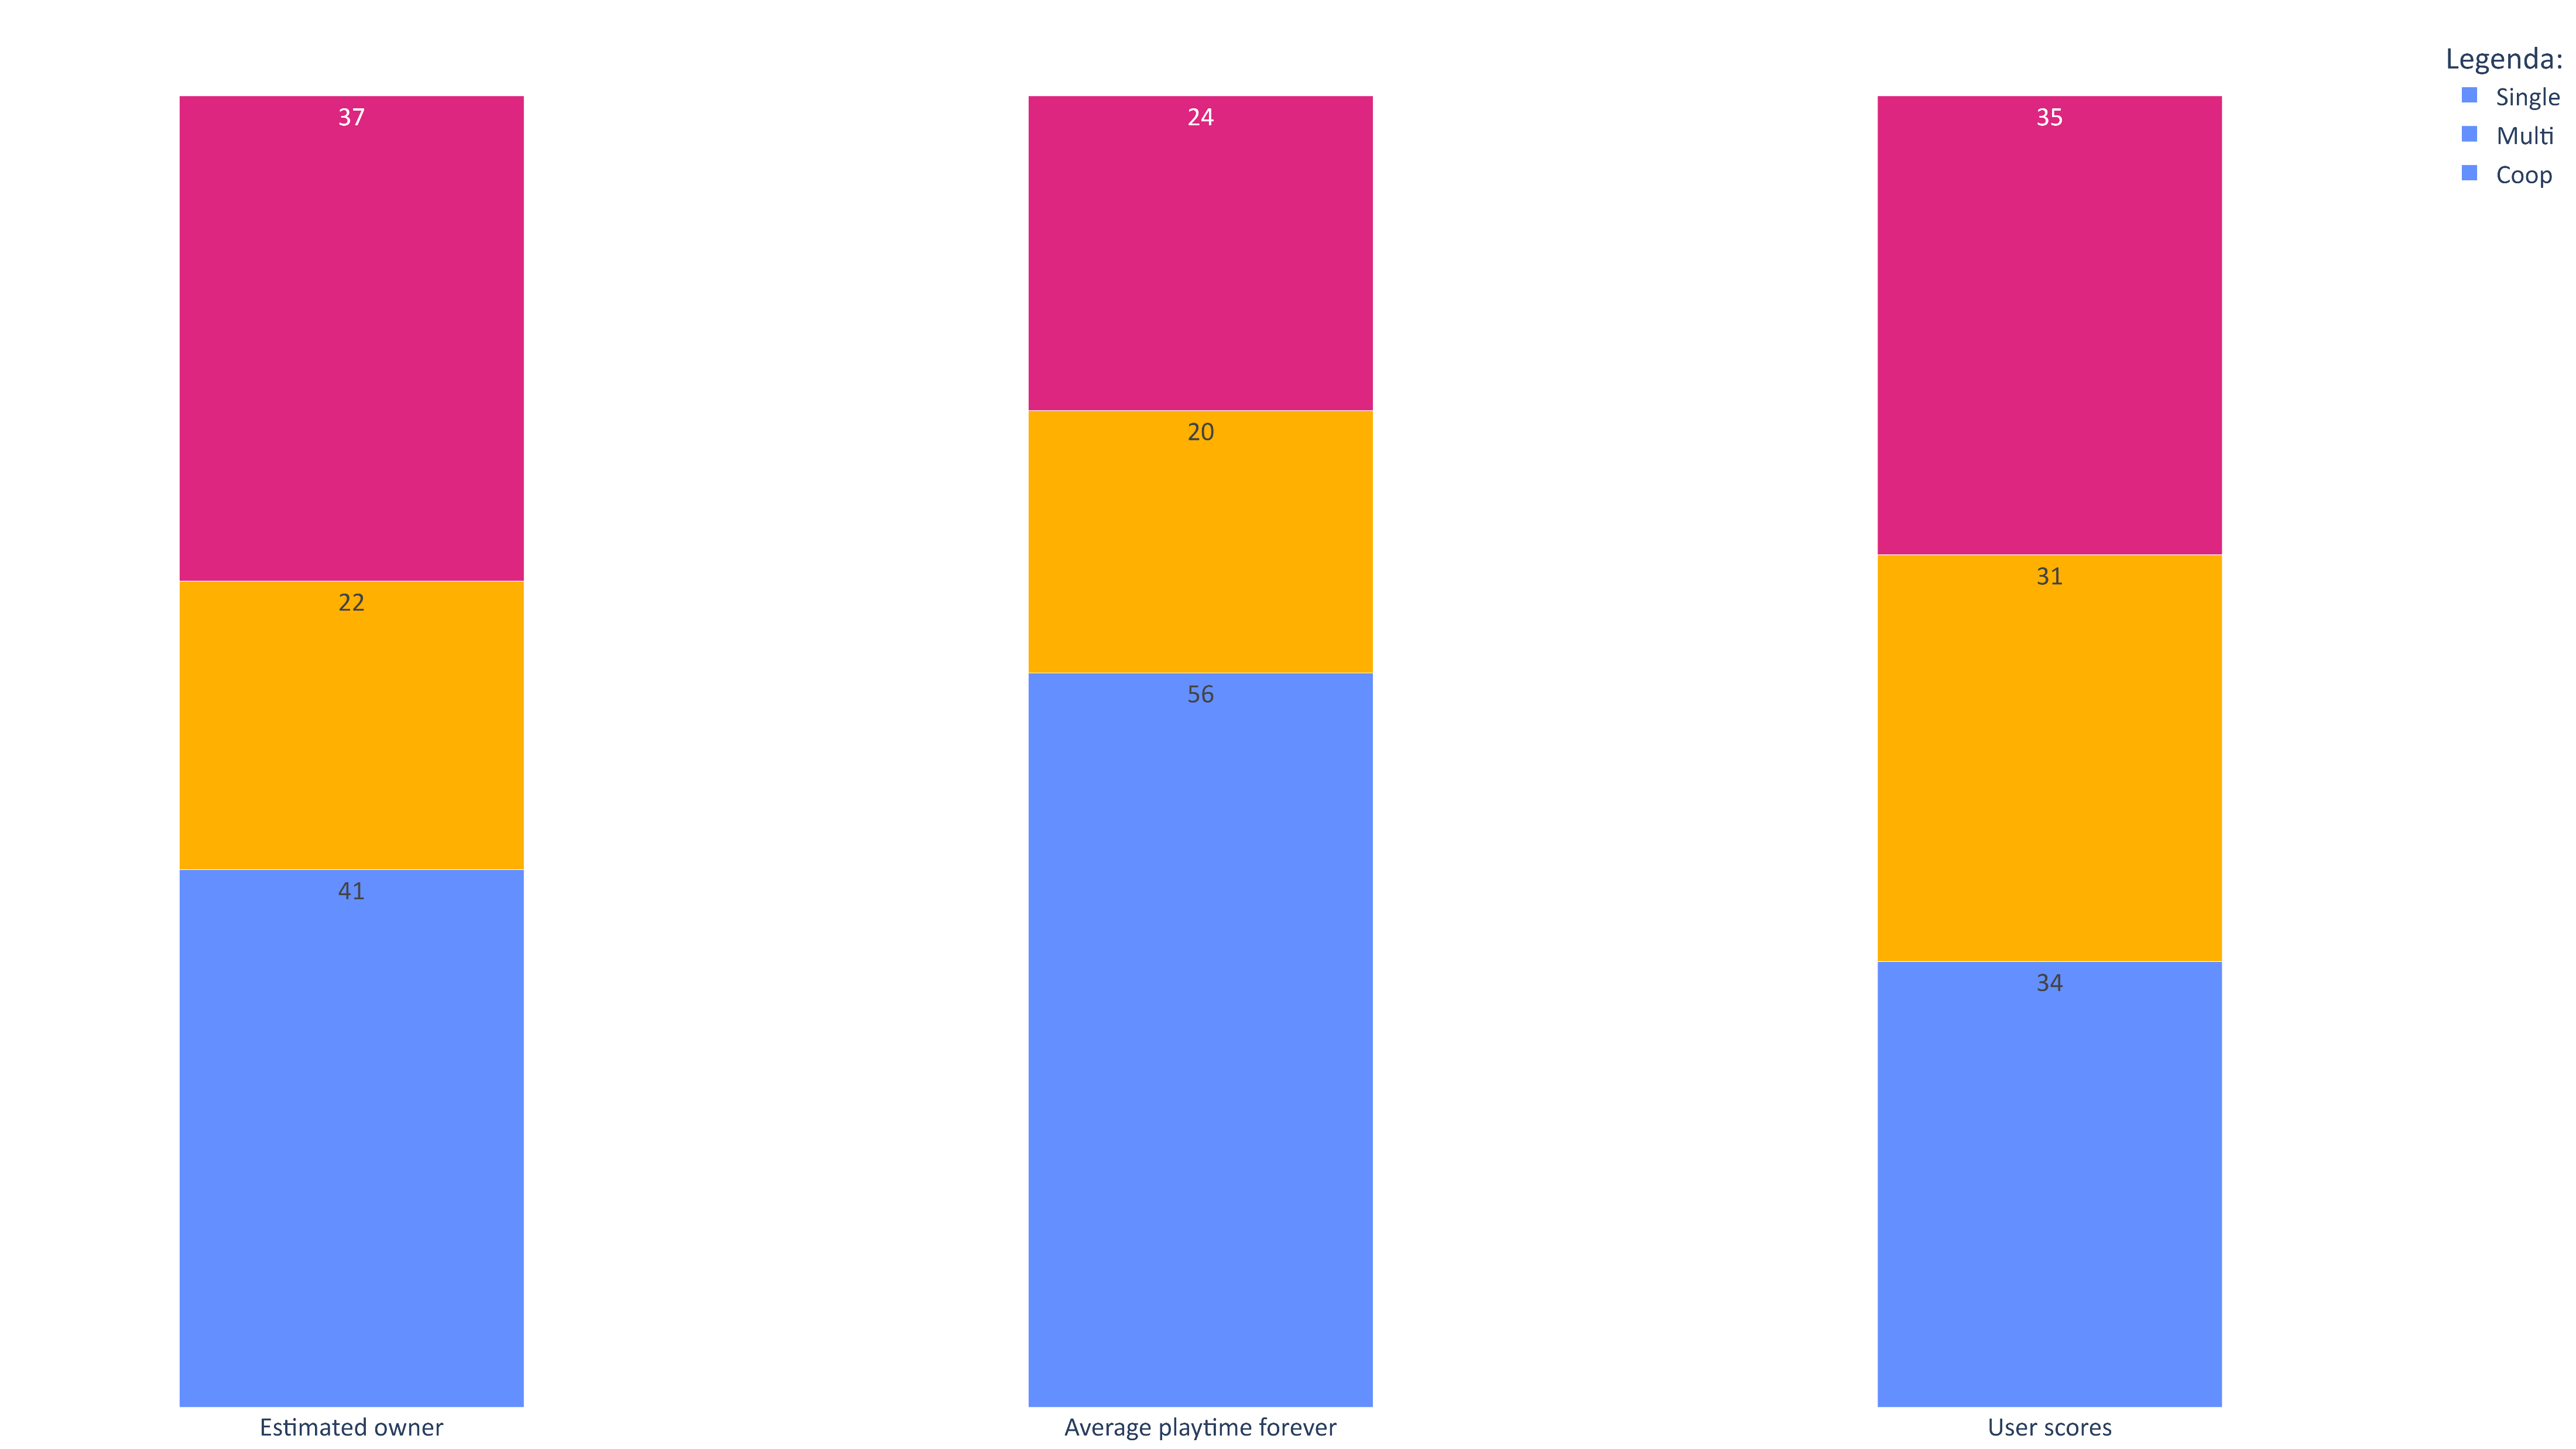 Legenda:
Single
Multi
Coop
37
24
35
20
31
22
56
41
34
Estimated owner
Average playtime forever
User scores